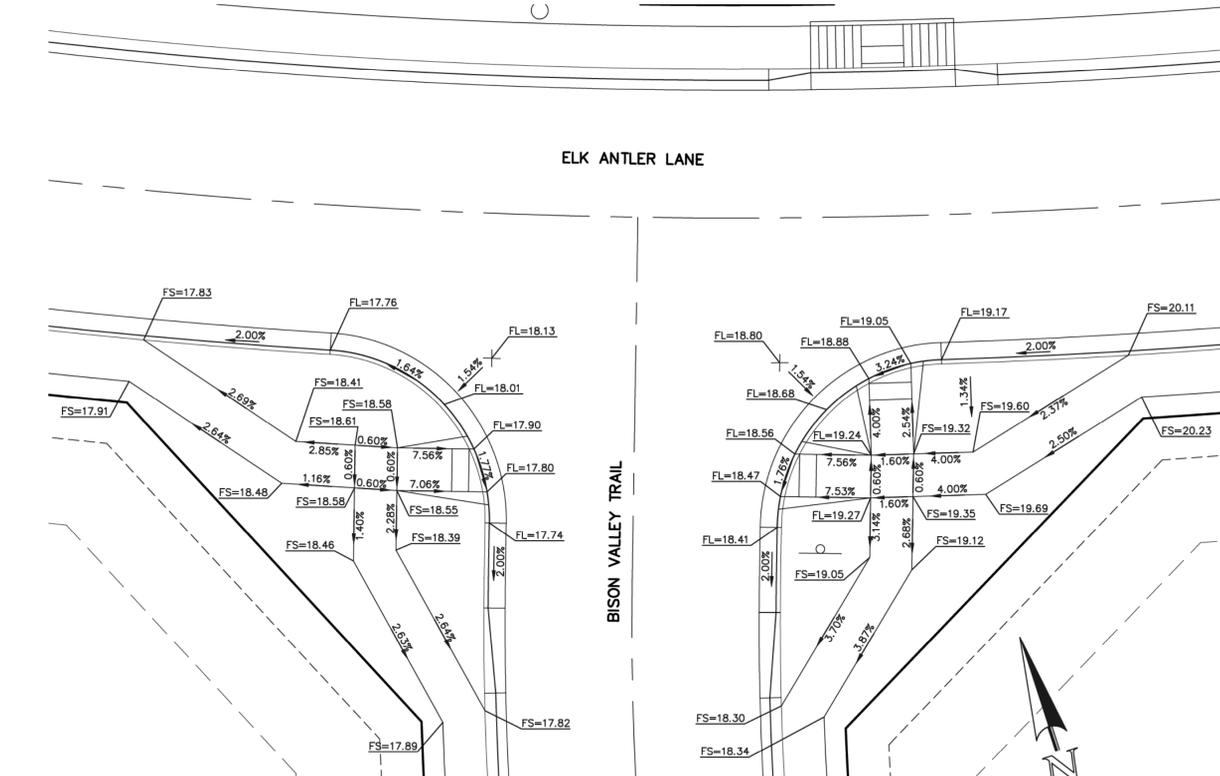 ELK ANTLER LANE
FS=17.83
2.00%
FL=17.76
FL=18.13
1.54%
1.64%
FS=18.41
FL=18.01
FS=18.58
2.69%
FS=17.91
2.64%
FS=18.61
FL=17.90
0.60%
2.85%
7.56%
1.77%
0.60%
0.60%
FL=17.80
1.16%
0.60%
7.06%
FS=18.48
FS=18.58
FS=18.55
1.40%
2.28%
FS=18.46
FS=18.39
FL=17.74
2.00%
2.63%
2.64%
FS=17.82
FS=17.89
BISON VALLEY TRAIL
FL=18.80
FL=18.88
FL=19.05
FL=19.17
FS=20.11
2.00%
3.24%
1.54%
FL=18.68
1.34%
FS=19.60
2.37%
4.00%
2.54%
FL=18.56
FL=19.24
FS=19.32
2.50%
FS=20.23
7.56%
1.60%
4.00%
1.76%
FL=18.47
0.60%
0.60%
7.53%
1.60%
4.00%
FL=19.27
FS=19.35
FS=19.69
FL=18.41
3.14%
2.68%
FS=19.12
2.00%
FS=19.05
3.70%
3.87%
FS=18.30
FS=18.34
N